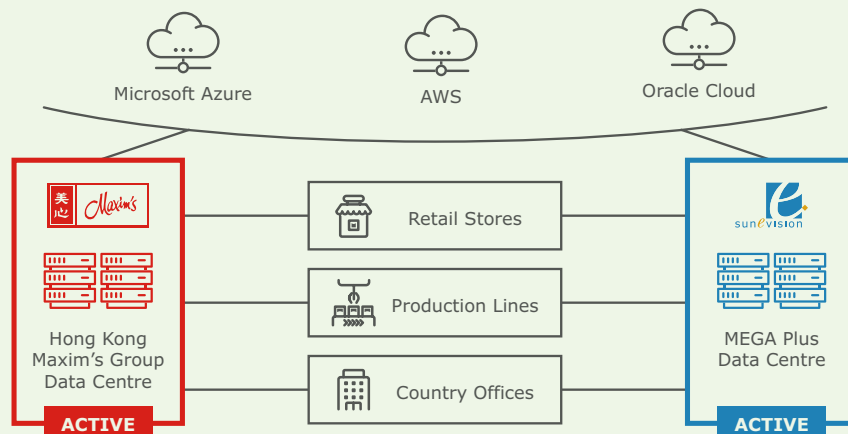 Microsoft Azure
AWS
Oracle Cloud
美心
Maxim's
Hong Kong
Maxim's Group
Data Centre
ACTIVE
Retail Stores
Production Lines
Country Offices
sunevision
MEGA Plus
Data Centre
ACTIVE